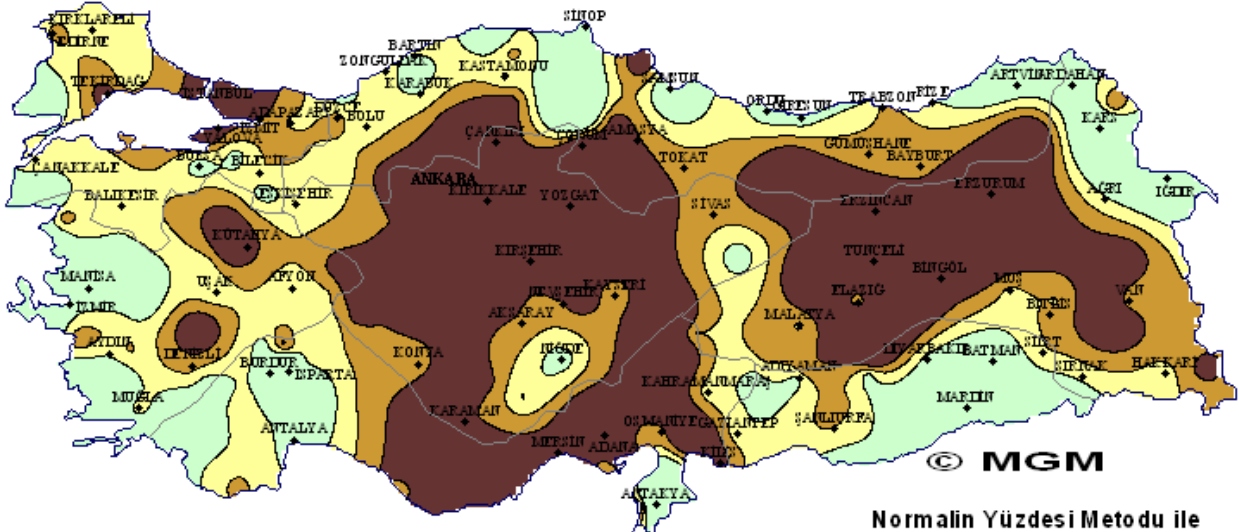 SİNOP
KIRKLARELİ
EDİRNE
BARTIN
ZONGULDAK
KASTAMONU
KARABÜK
SAMSUN
ARTVİN
ARDAHAN
TEKİRDAĞ
İSTANBUL
RİZE
TRABZON
ORDU
GİRESUN
ADAPAZARI
DÜZCE
BOLU
KARS
İZMİT
YALOVA
ÇANKIRI
ÇORUM
AMASYA
GÜMÜŞHANE
BAYBURT
ÇANAKKALE
BURSA
BİLECİK
TOKAT
ANKARA
KIRIKKALE
YOZGAT
ERZİNCAN
ERZURUM
AĞRI
IĞDIR
BALIKESİR
ESKİŞEHİR
SİVAS
KÜTAHYA
KIRŞEHİR
TUNCELİ
BİNGÖL
MANİSA
UŞAK
AFYON
NEVŞEHİR
KAYSERİ
ELAZIĞ
MUŞ
BİTLİS
VAN
İZMİR
AKSARAY
MALATYA
AYDIN
DENİZLİ
BURDUR
ISPARTA
KONYA
NİĞDE
ADIYAMAN
DİYARBAKIR
BATMAN
SİİRT
ŞIRNAK
HAKKARİ
KAHRAMANMARAŞ
MUĞLA
KARAMAN
OSMANİYE
GAZİANTEP
ŞANLIURFA
MARDİN
ANTALYA
MERSİN
ADANA
KİLİS
© MGM
ANTAKYA
Normalin Yüzdesi Metodu ile